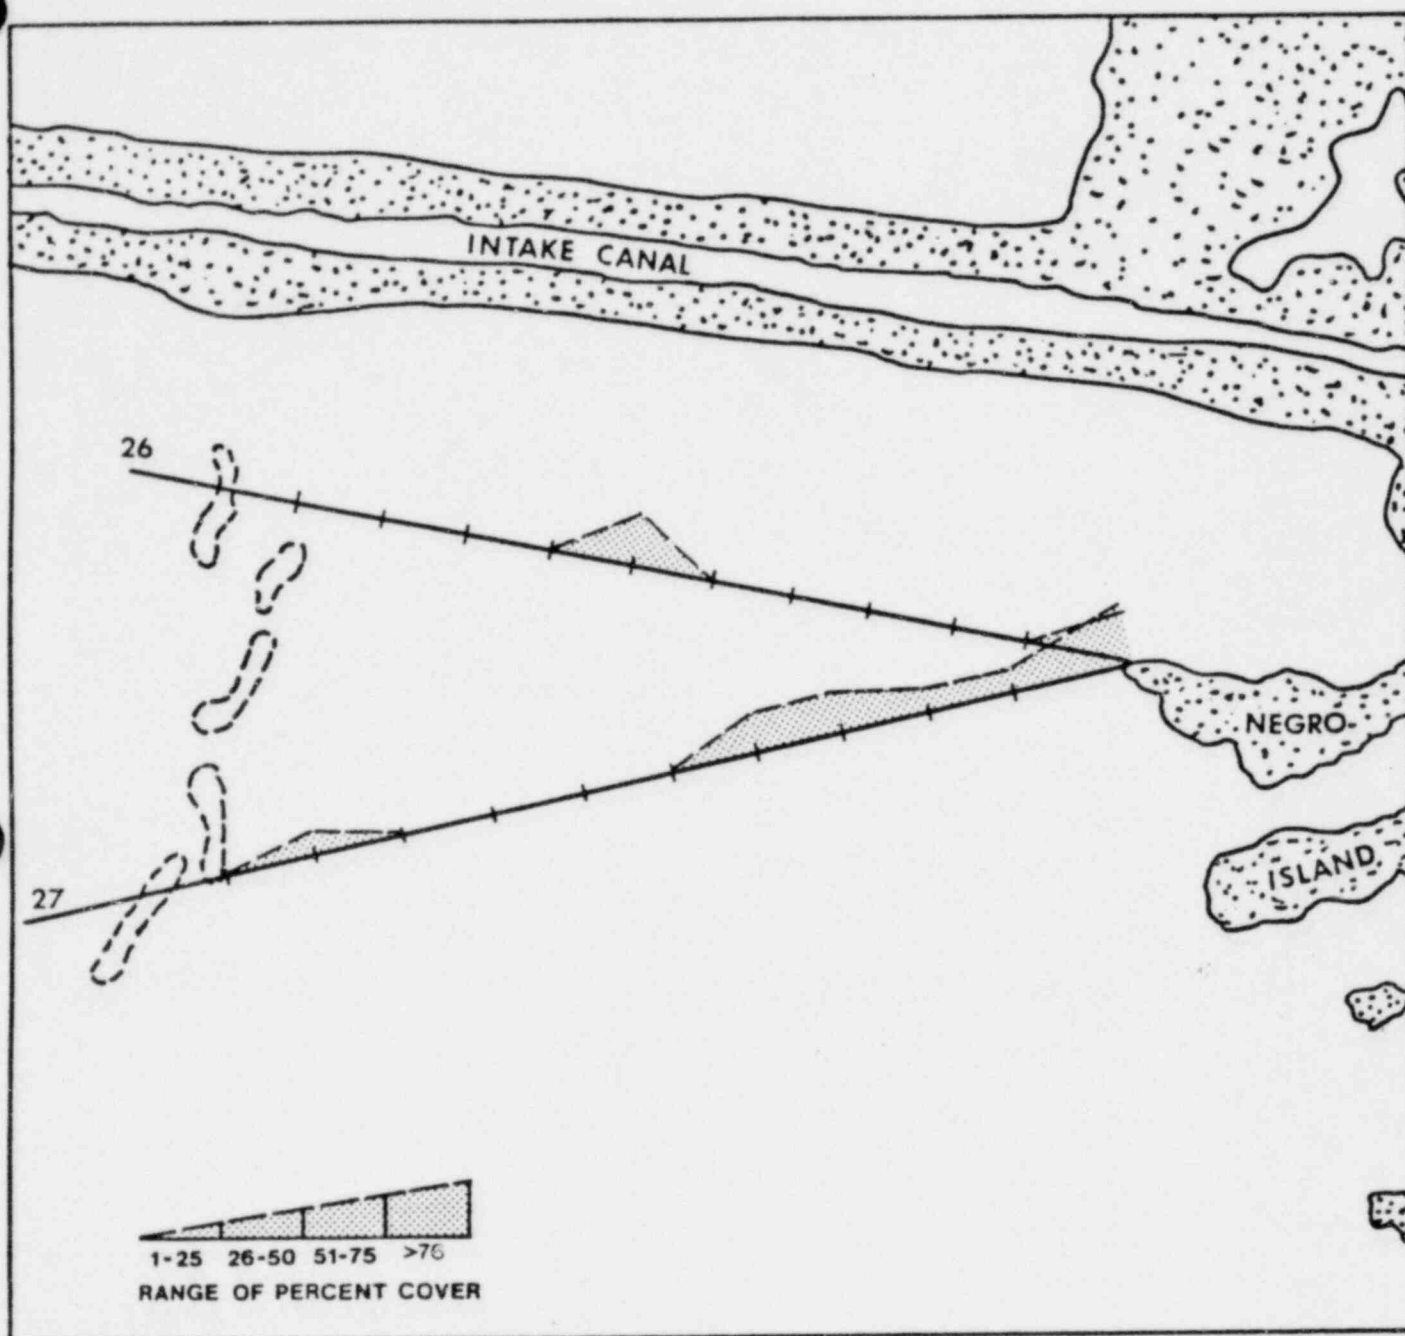 INTAKE CANAL
26
NEGRO
ISLAND
27
1-25 26-50 51-75 >76
RANGE OF PERCENT COVER